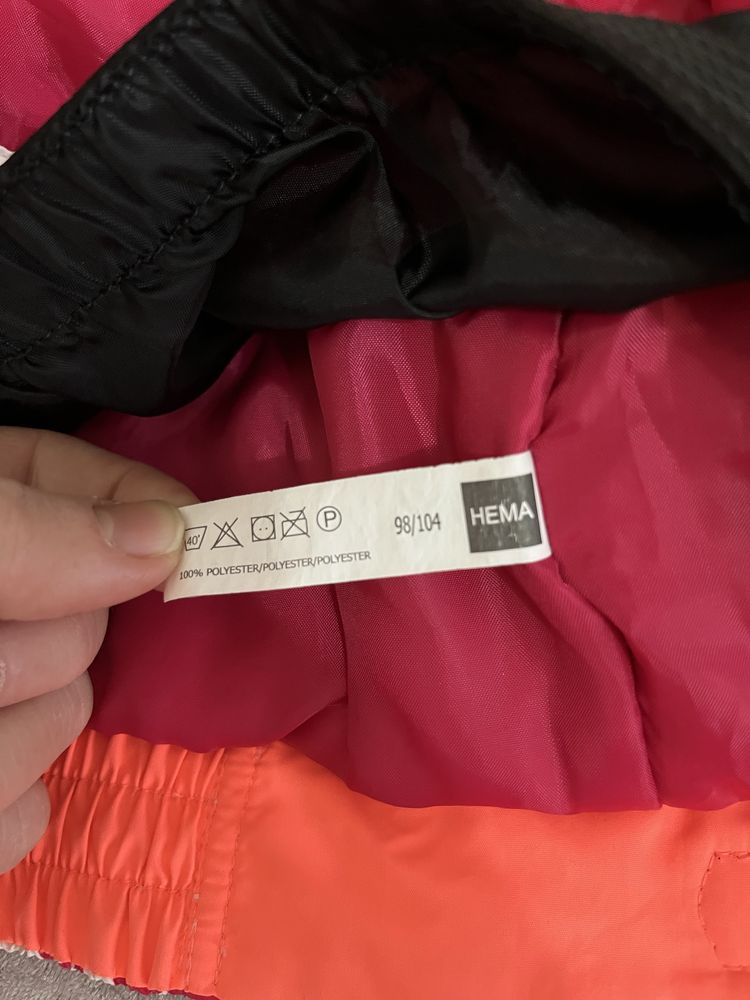 40° P 98/104 HEMA
100% POLYESTER/POLYESTER/POLYESTER